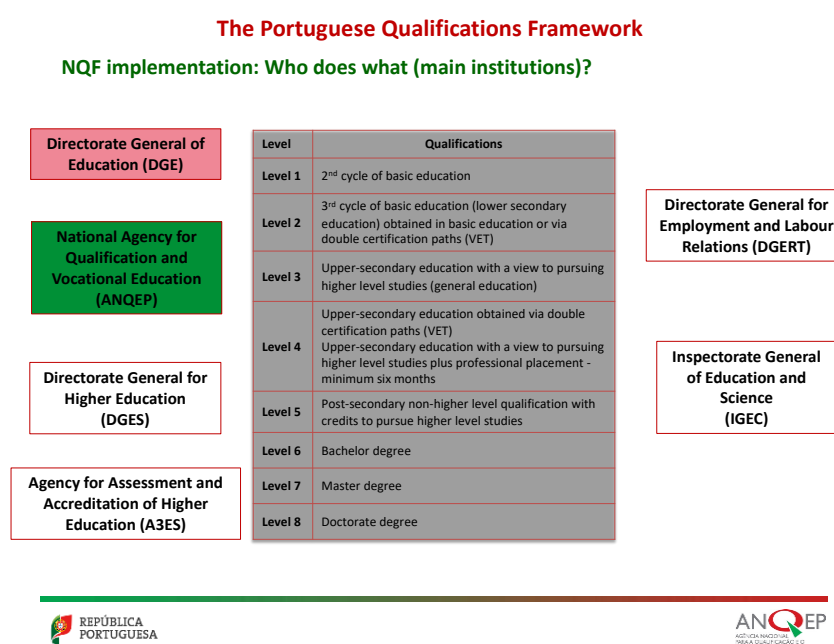 The Portuguese Qualifications Framework
NQF implementation: Who does what (main institutions)?
Directorate General of
Education (DGE)
National Agency for
Qualification and
Vocational Education
(ANQEP)
Directorate General for
Higher Education
(DGES)
Agency for Assessment and
Accreditation of Higher
Education (A3ES)
Level Qualifications
Level 1 2nd cycle of basic education
Level 2 3rd cycle of basic education (lower secondary
education) obtained in basic education or via
double certification paths (VET)
Level 3 Upper-secondary education with a view to pursuing
higher level studies (general education)
Level 4 Upper-secondary education obtained via double
certification paths (VET)
Upper-secondary education with a view to pursuing
higher level studies plus professional placement -
minimum six months
Level 5 Post-secondary non-higher level qualification with
credits to pursue higher level studies
Level 6 Bachelor degree
Level 7 Master degree
Level 8 Doctorate degree
Directorate General for
Employment and Labour
Relations (DGERT)
Inspectorate General
of Education and
Science
(IGEC)
REPÚBLICA
PORTUGUESA
ANQEP
AGÊNCIA NACIONAL
PARA A QUALIFICAÇÃO E O